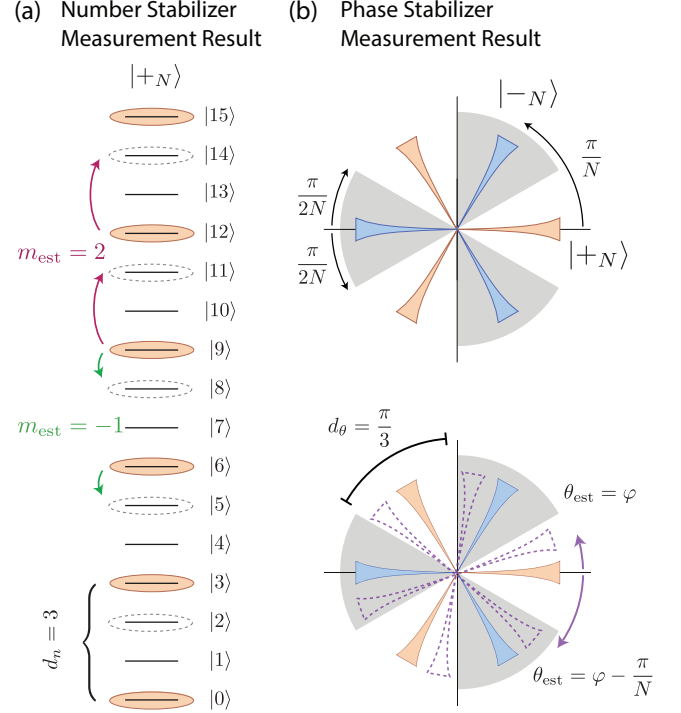 (a) Number Stabilizer
Measurement Result
|+_N⟩
|15⟩
|14⟩
|13⟩
|12⟩
m_est = 2
|11⟩
|10⟩
|9⟩
|8⟩
m_est = −1
|7⟩
|6⟩
|5⟩
|4⟩
|3⟩
d_n = 3
|2⟩
|1⟩
|0⟩
(b) Phase Stabilizer
Measurement Result
|−_N⟩
π/N
π/2N
π/2N
|+_N⟩
d_θ = π/3
θ_est = φ
θ_est = φ − π/N